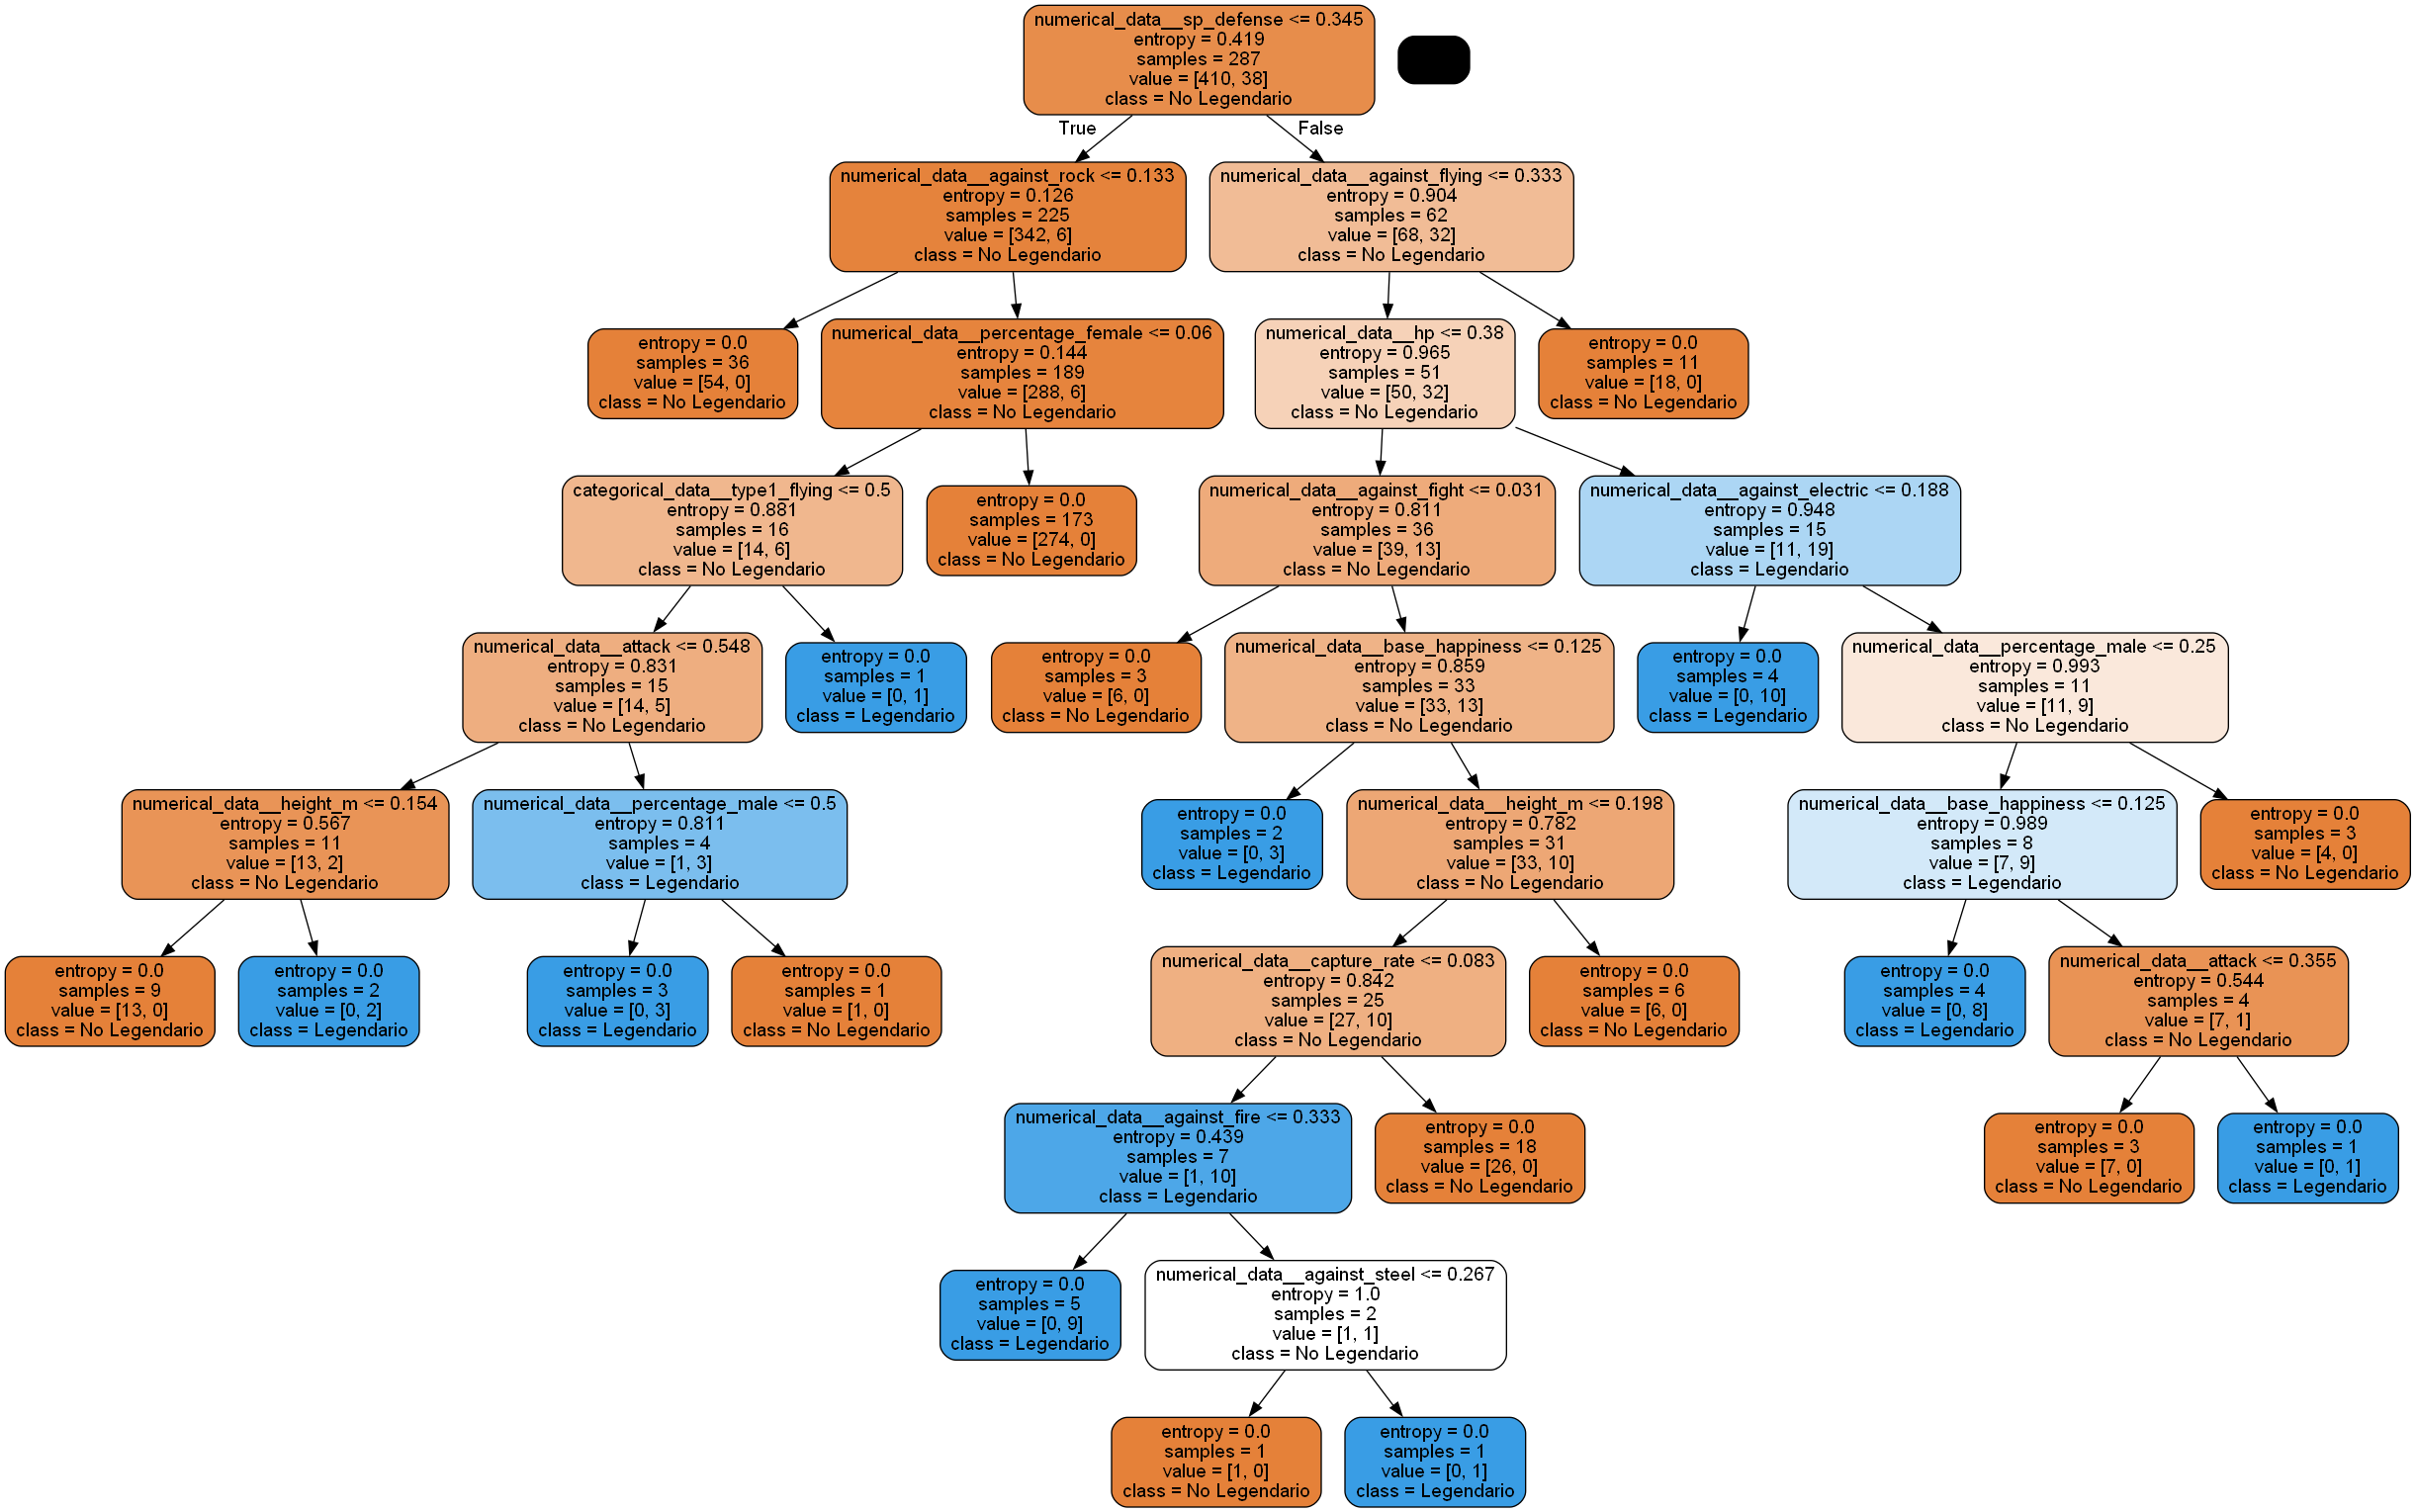 numerical_data__sp_defense <= 0.345
entropy = 0.419
samples = 287
value = [410, 38]
class = No Legendario
True
False
numerical_data__against_rock <= 0.133
entropy = 0.126
samples = 225
value = [342, 6]
class = No Legendario
numerical_data__against_flying <= 0.333
entropy = 0.904
samples = 62
value = [68, 32]
class = No Legendario
entropy = 0.0
samples = 36
value = [54, 0]
class = No Legendario
numerical_data__percentage_female <= 0.06
entropy = 0.144
samples = 189
value = [288, 6]
class = No Legendario
numerical_data__hp <= 0.38
entropy = 0.965
samples = 51
value = [50, 32]
class = No Legendario
entropy = 0.0
samples = 11
value = [18, 0]
class = No Legendario
categorical_data__type1_flying <= 0.5
entropy = 0.881
samples = 16
value = [14, 6]
class = No Legendario
entropy = 0.0
samples = 173
value = [274, 0]
class = No Legendario
numerical_data__against_fight <= 0.031
entropy = 0.811
samples = 36
value = [39, 13]
class = No Legendario
numerical_data__against_electric <= 0.188
entropy = 0.948
samples = 15
value = [11, 19]
class = Legendario
numerical_data__attack <= 0.548
entropy = 0.831
samples = 15
value = [14, 5]
class = No Legendario
entropy = 0.0
samples = 1
value = [0, 1]
class = Legendario
entropy = 0.0
samples = 3
value = [6, 0]
class = No Legendario
numerical_data__base_happiness <= 0.125
entropy = 0.859
samples = 33
value = [33, 13]
class = No Legendario
entropy = 0.0
samples = 4
value = [0, 10]
class = Legendario
numerical_data__percentage_male <= 0.25
entropy = 0.993
samples = 11
value = [11, 9]
class = No Legendario
numerical_data__height_m <= 0.154
entropy = 0.567
samples = 11
value = [13, 2]
class = No Legendario
numerical_data__percentage_male <= 0.5
entropy = 0.811
samples = 4
value = [1, 3]
class = Legendario
entropy = 0.0
samples = 2
value = [0, 3]
class = Legendario
numerical_data__height_m <= 0.198
entropy = 0.782
samples = 31
value = [33, 10]
class = No Legendario
numerical_data__base_happiness <= 0.125
entropy = 0.989
samples = 8
value = [7, 9]
class = Legendario
entropy = 0.0
samples = 3
value = [4, 0]
class = No Legendario
entropy = 0.0
samples = 9
value = [13, 0]
class = No Legendario
entropy = 0.0
samples = 2
value = [0, 2]
class = Legendario
entropy = 0.0
samples = 3
value = [0, 3]
class = Legendario
entropy = 0.0
samples = 1
value = [1, 0]
class = No Legendario
numerical_data__capture_rate <= 0.083
entropy = 0.842
samples = 25
value = [27, 10]
class = No Legendario
entropy = 0.0
samples = 6
value = [6, 0]
class = No Legendario
entropy = 0.0
samples = 4
value = [0, 8]
class = Legendario
numerical_data__attack <= 0.355
entropy = 0.544
samples = 4
value = [7, 1]
class = No Legendario
numerical_data__against_fire <= 0.333
entropy = 0.439
samples = 7
value = [1, 10]
class = Legendario
entropy = 0.0
samples = 18
value = [26, 0]
class = No Legendario
entropy = 0.0
samples = 3
value = [7, 0]
class = No Legendario
entropy = 0.0
samples = 1
value = [0, 1]
class = Legendario
entropy = 0.0
samples = 5
value = [0, 9]
class = Legendario
numerical_data__against_steel <= 0.267
entropy = 1.0
samples = 2
value = [1, 1]
class = No Legendario
entropy = 0.0
samples = 1
value = [1, 0]
class = No Legendario
entropy = 0.0
samples = 1
value = [0, 1]
class = Legendario